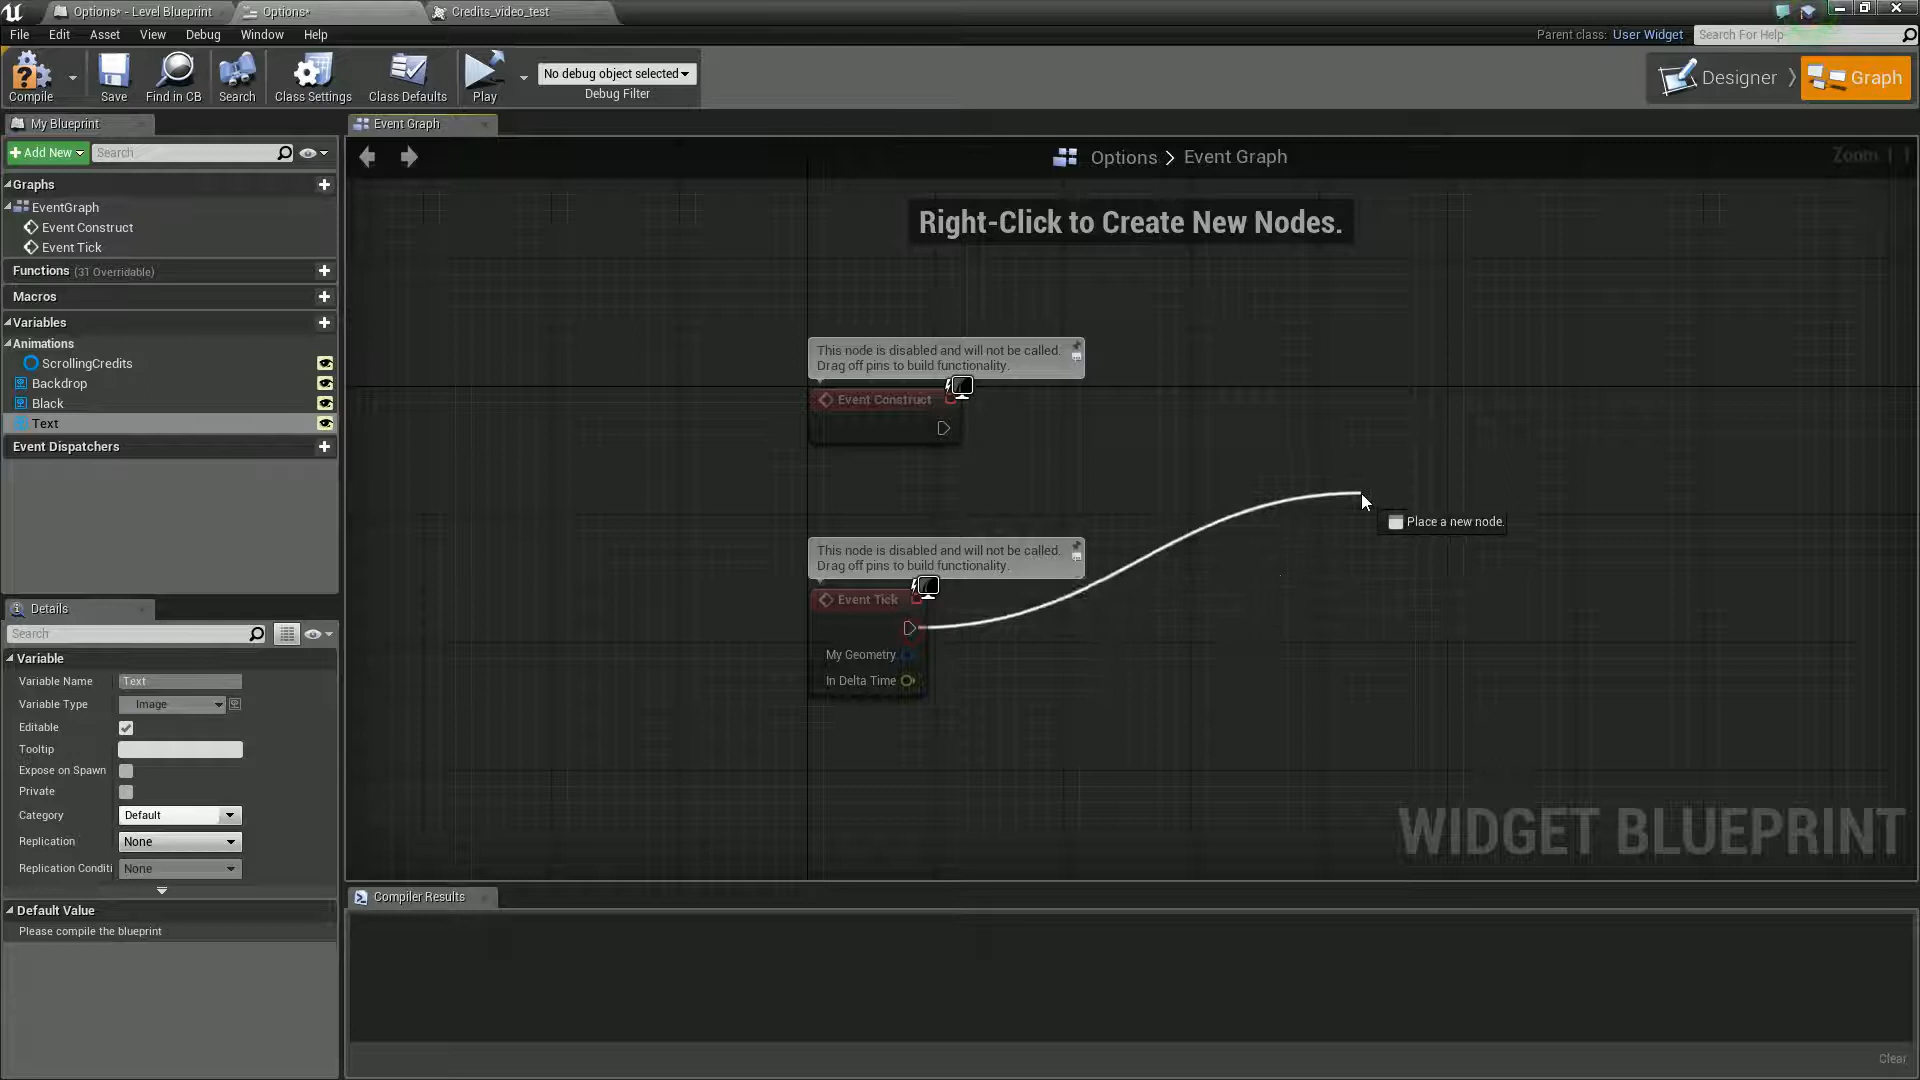 Options* - Level Blueprint
Options*
Credits_video_test
File
Edit
Asset
View
Debug
Window
Help
Parent class:
User Widget
Search For Help
Compile
Save
Find in CB
Search
Class Settings
Class Defaults
Play
No debug object selected
Debug Filter
Designer
Graph
My Blueprint
Event Graph
Add New
Search
Options
Event Graph
Zoom
Graphs
EventGraph
Event Construct
Event Tick
Functions (31 Overridable)
Macros
Variables
Animations
ScrollingCredits
Backdrop
Black
Text
Event Dispatchers
Right-Click to Create New Nodes.
This node is disabled and will not be called.
Drag off pins to build functionality.
Event Construct
Place a new node.
This node is disabled and will not be called.
Drag off pins to build functionality.
Event Tick
My Geometry
In Delta Time
WIDGET BLUEPRINT
Details
Search
Variable
Variable Name
Text
Variable Type
Image
Editable
Tooltip
Expose on Spawn
Private
Category
Default
Replication
None
Replication Conditi
None
Default Value
Please compile the blueprint
Compiler Results
Clear